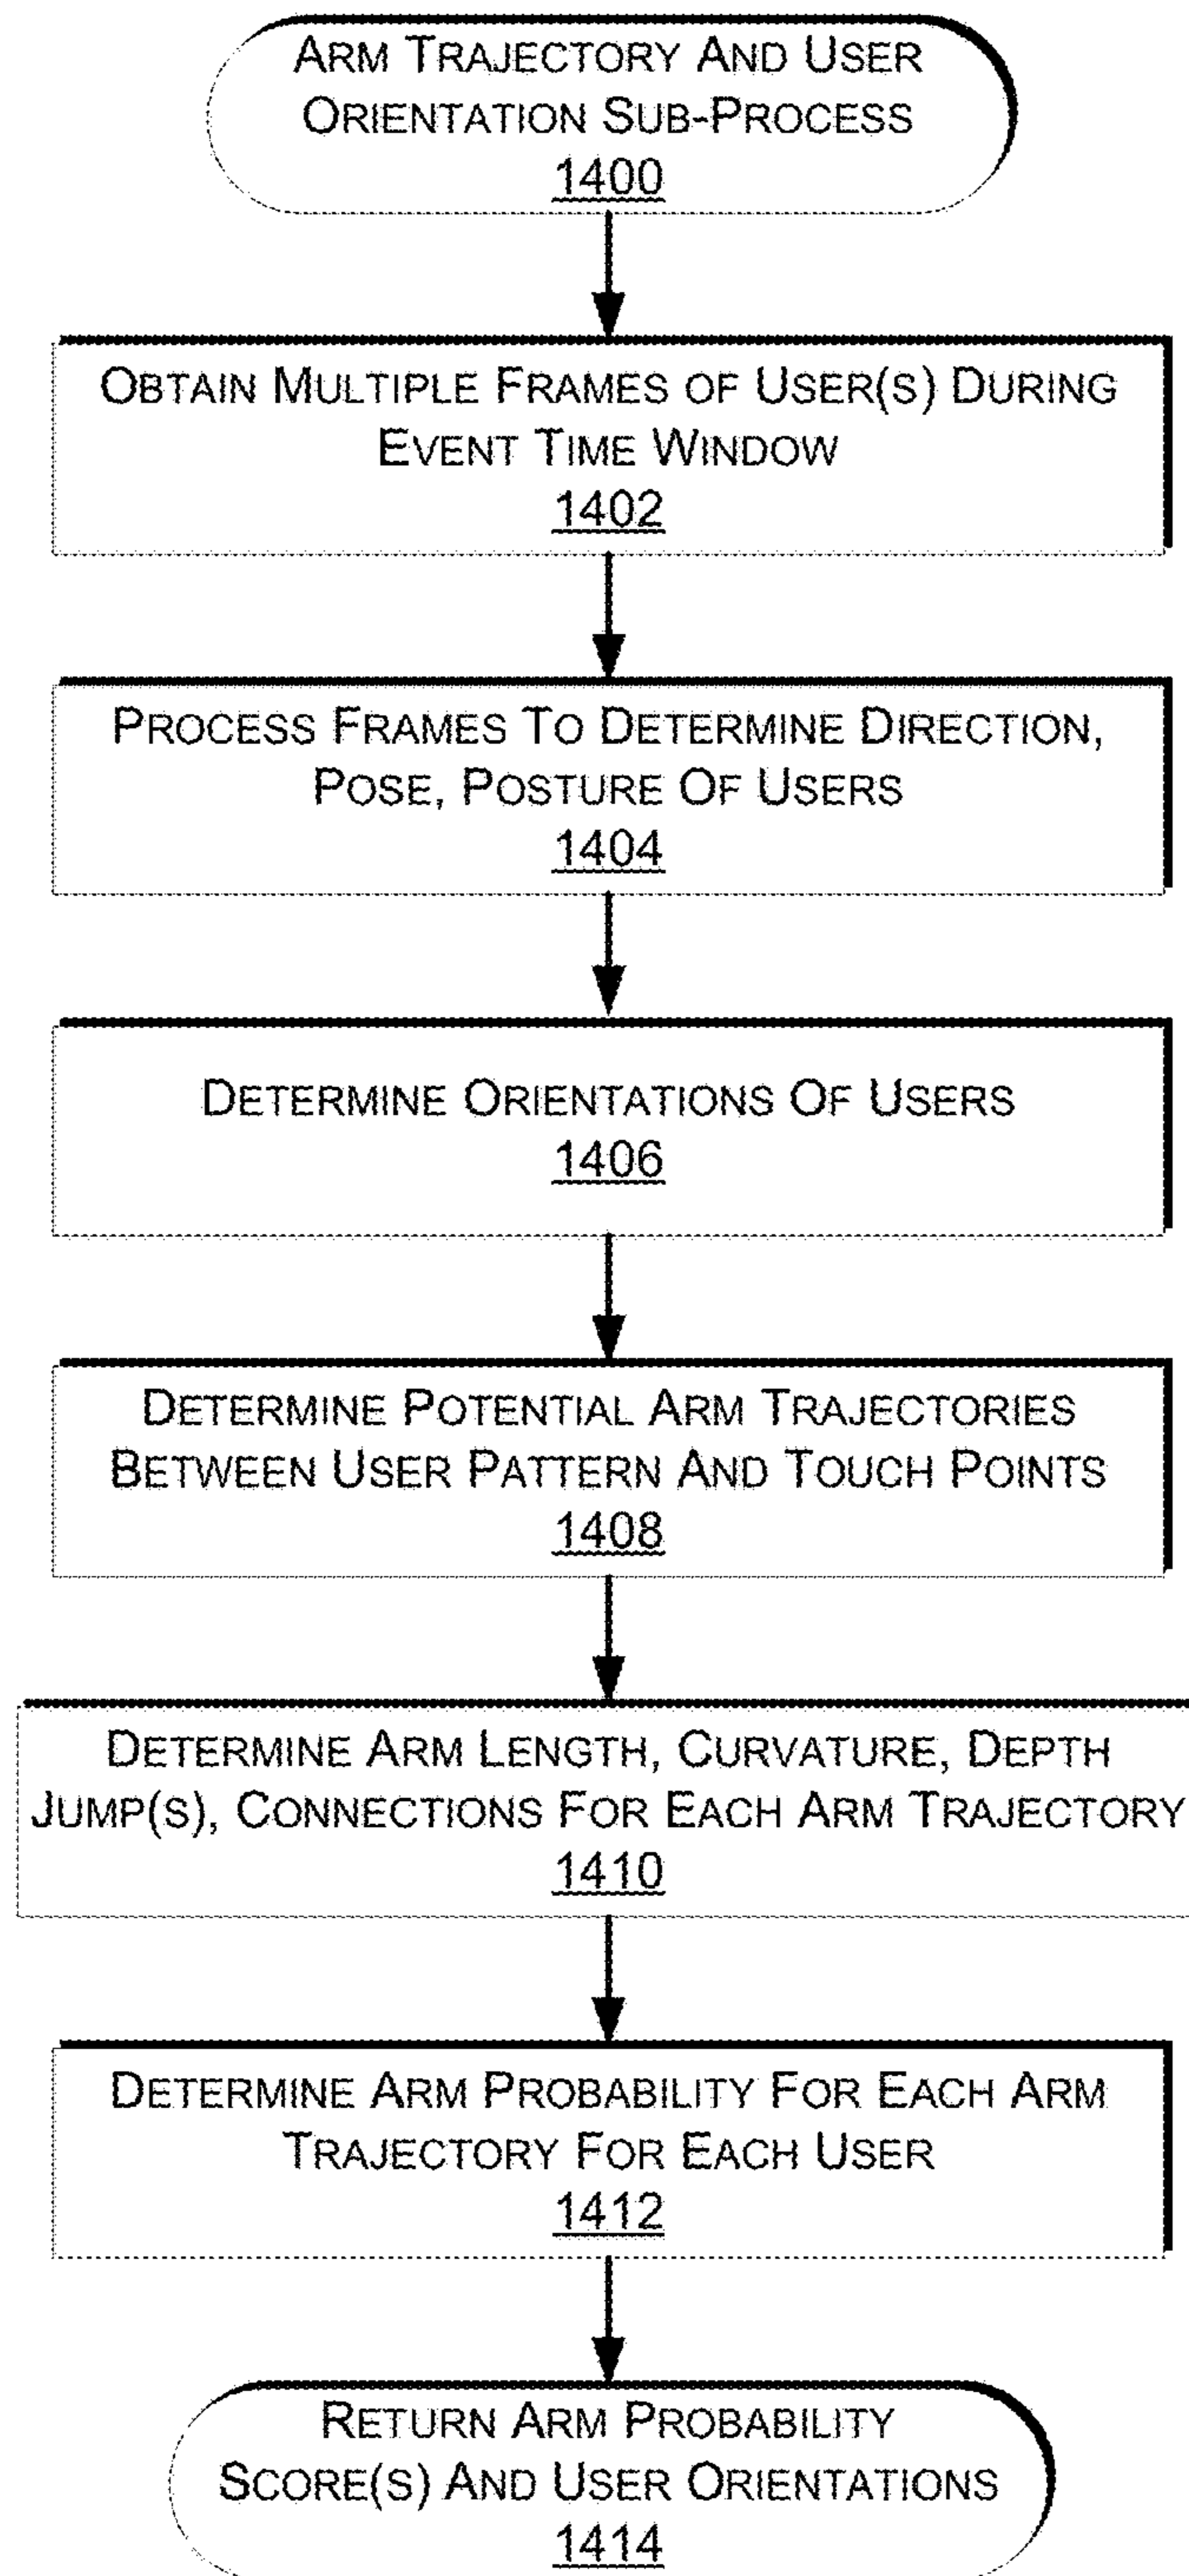 ARM TRAJECTORY AND USER
ORIENTATION SUB-PROCESS
1400
OBTAIN MULTIPLE FRAMES OF USER(S) DURING
EVENT TIME WINDOW
1402
PROCESS FRAMES TO DETERMINE DIRECTION,
POSE, POSTURE OF USERS
1404
DETERMINE ORIENTATIONS OF USERS
1406
DETERMINE POTENTIAL ARM TRAJECTORIES
BETWEEN USER PATTERN AND TOUCH POINTS
1408
DETERMINE ARM LENGTH, CURVATURE, DEPTH
JUMP(S), CONNECTIONS FOR EACH ARM TRAJECTORY
1410
DETERMINE ARM PROBABILITY FOR EACH ARM
TRAJECTORY FOR EACH USER
1412
RETURN ARM PROBABILITY
SCORE(S) AND USER ORIENTATIONS
1414